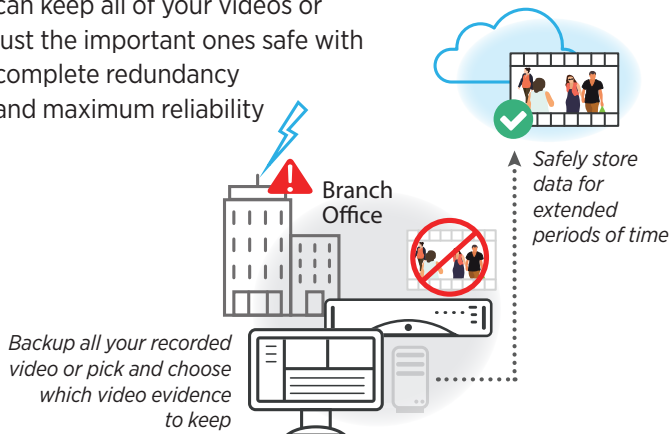 can keep all of your videos or
just the important ones safe with
complete redundancy
and maximum reliability
Branch
Office
Safely store
data for
extended
periods of time
Backup all your recorded
video or pick and choose
which video evidence
to keep